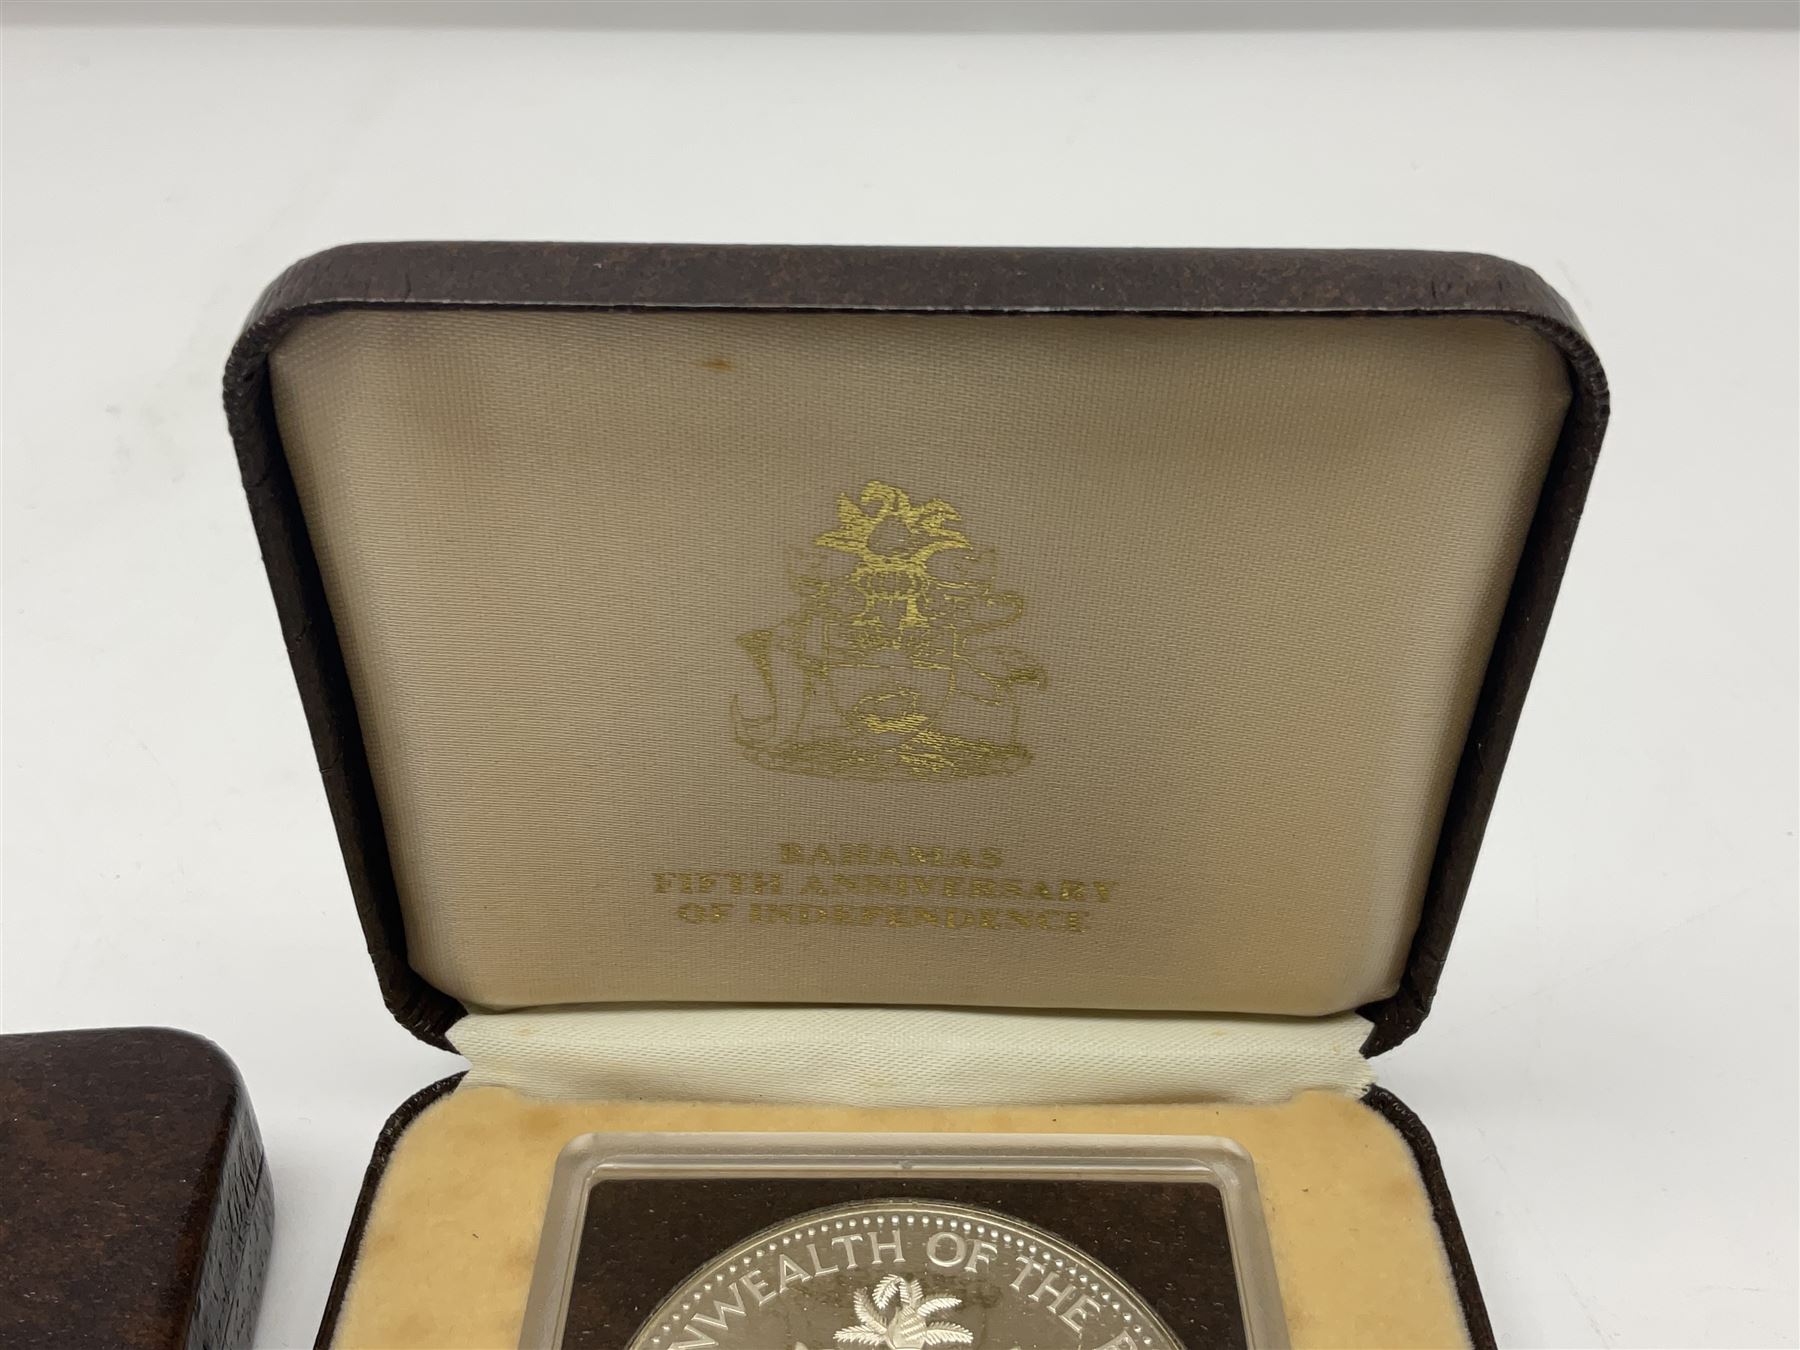 BAHAMAS
FIFTH ANNIVERSARY
OF INDEPENDENCE
NWEALTH OF THE B